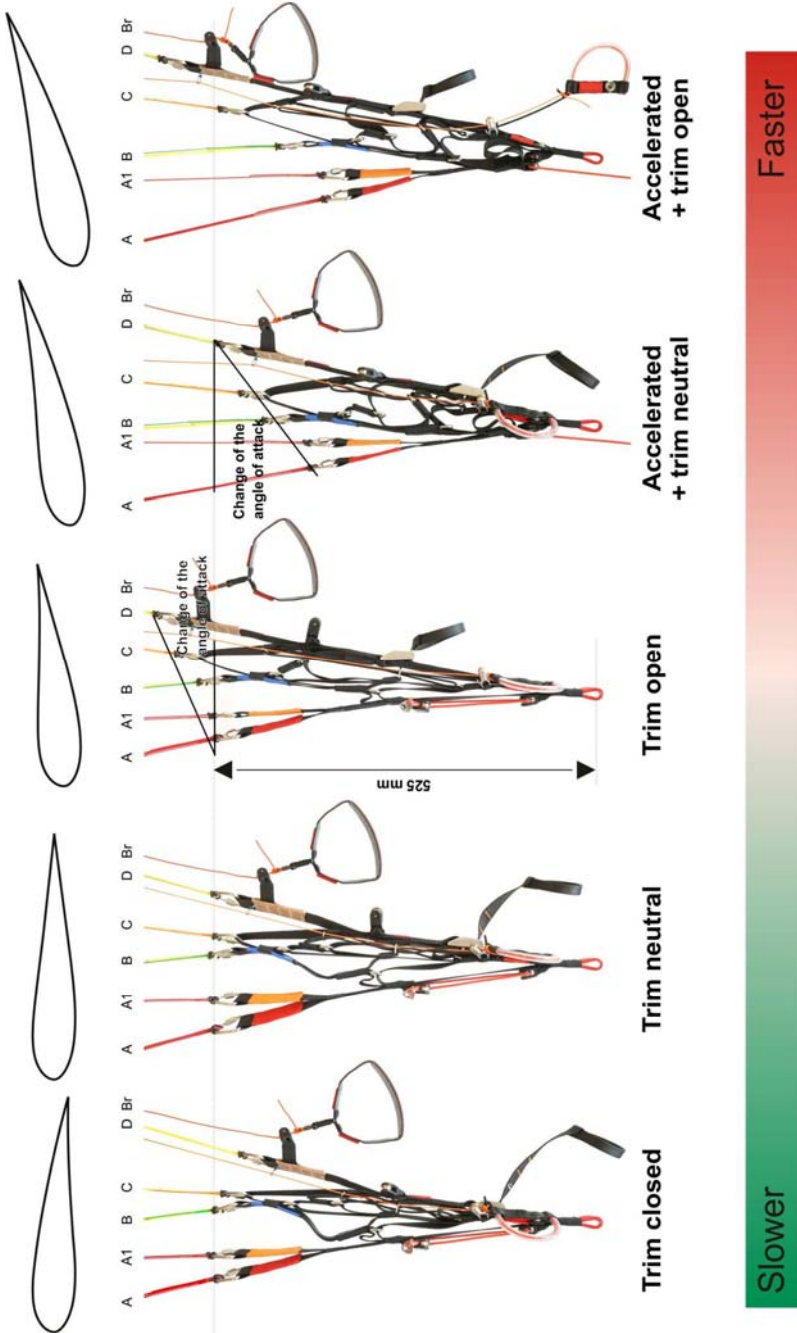 A A1 B C D Br
A A1 B C D Br
A A1 B C D Br
A A1 B C D Br
A A1 B C D Br
Change of the
angle of attack
Change of the
angle of attack
525 mm
Trim closed
Trim neutral
Trim open
Accelerated
+ trim neutral
Accelerated
+ trim open
Slower
Faster